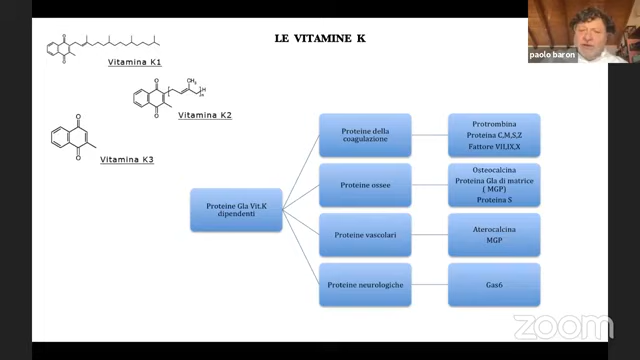 LE VITAMINE K
paolo baron
Vitamina K1
CH₃
H
Vitamina K2
Vitamina K3
Proteine Gla Vit.K
dipendenti
Proteine della
coagulazione
Protrombina
Proteina C,M,S,Z
Fattore VII,IX,X
Proteine ossee
Osteocalcina
Proteina Gla di matrice
( MGP)
Proteina S
Proteine vascolari
Aterocalcina
MGP
Proteine neurologiche
Gas6
zoom